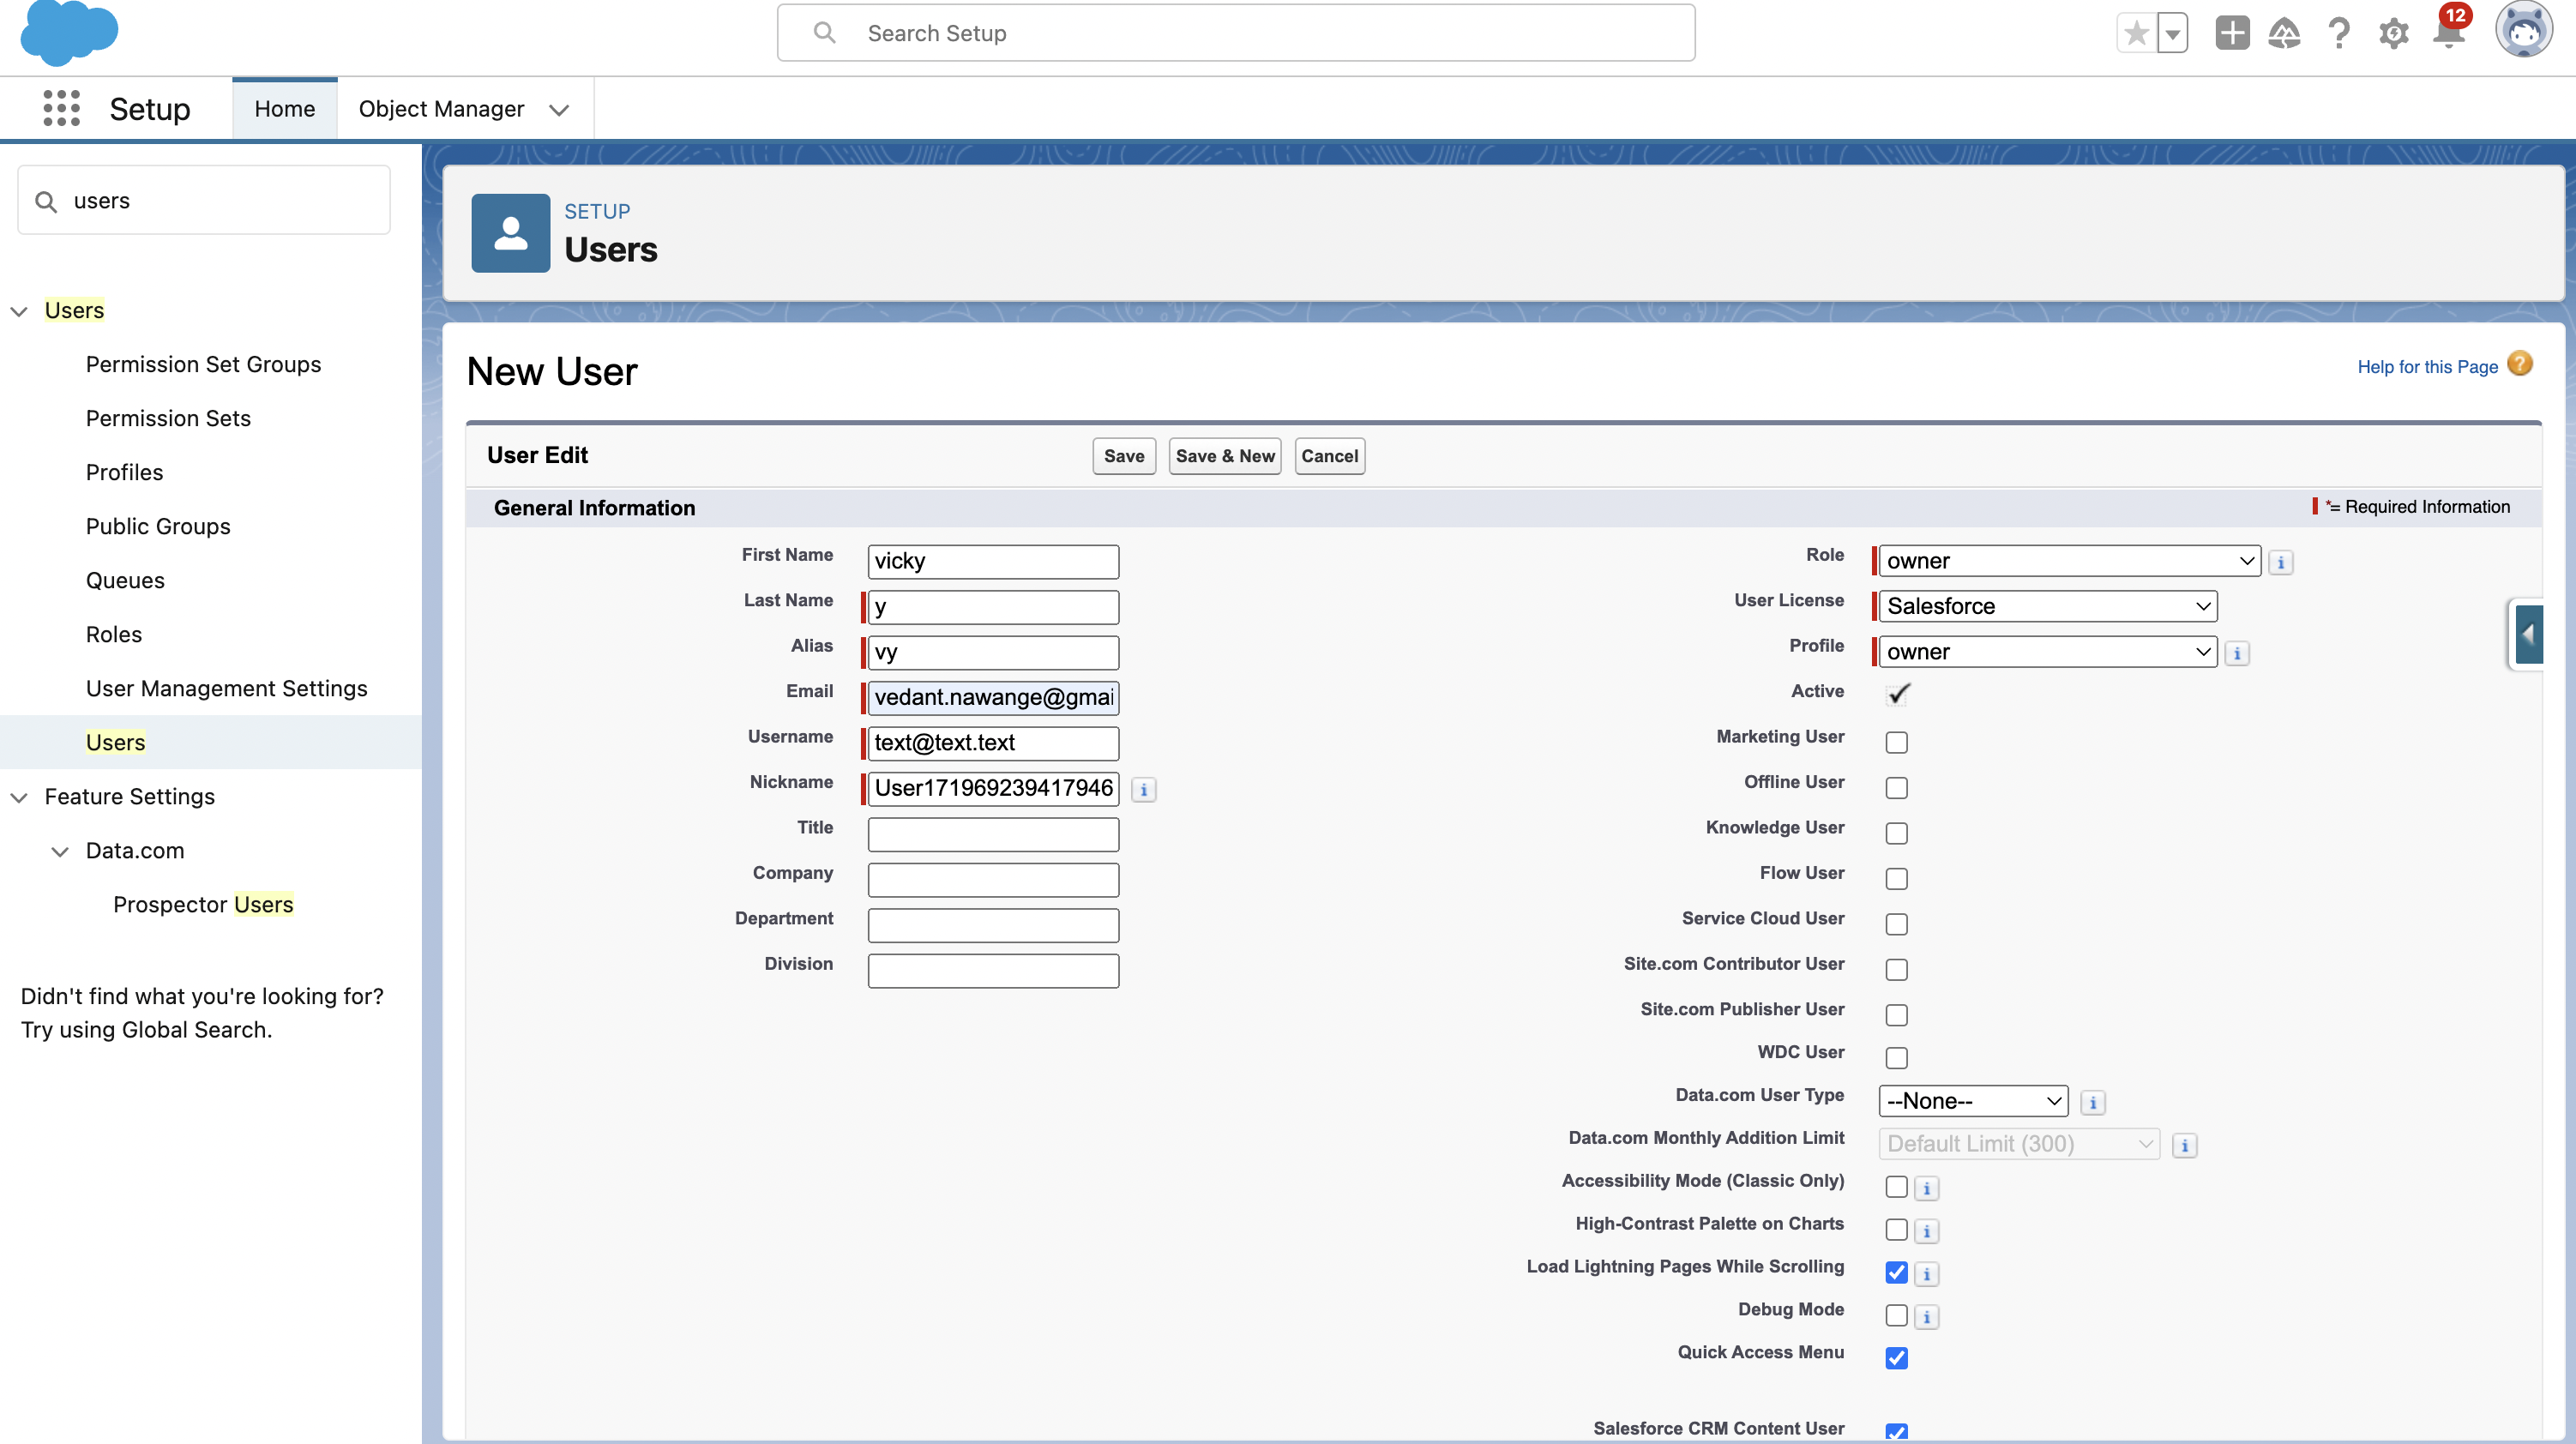 Search Setup
12
Setup
Home
Object Manager
users
SETUP
Users
Users
Permission Set Groups
Permission Sets
Profiles
Public Groups
Queues
Roles
User Management Settings
Users
Feature Settings
Data.com
Prospector Users
Didn't find what you're looking for?
Try using Global Search.
New User
Help for this Page ?
User Edit
Save
Save & New
Cancel
General Information
*= Required Information
First Name vicky
Last Name y
Alias vy
Email vedant.nawange@gmai
Username text@text.text
Nickname User171969239417946 i
Title
Company
Department
Division
Role owner i
User License Salesforce
Profile owner i
Active
Marketing User
Offline User
Knowledge User
Flow User
Service Cloud User
Site.com Contributor User
Site.com Publisher User
WDC User
Data.com User Type --None-- i
Data.com Monthly Addition Limit Default Limit (300) i
Accessibility Mode (Classic Only) i
High-Contrast Palette on Charts i
Load Lightning Pages While Scrolling i
Debug Mode i
Quick Access Menu
Salesforce CRM Content User